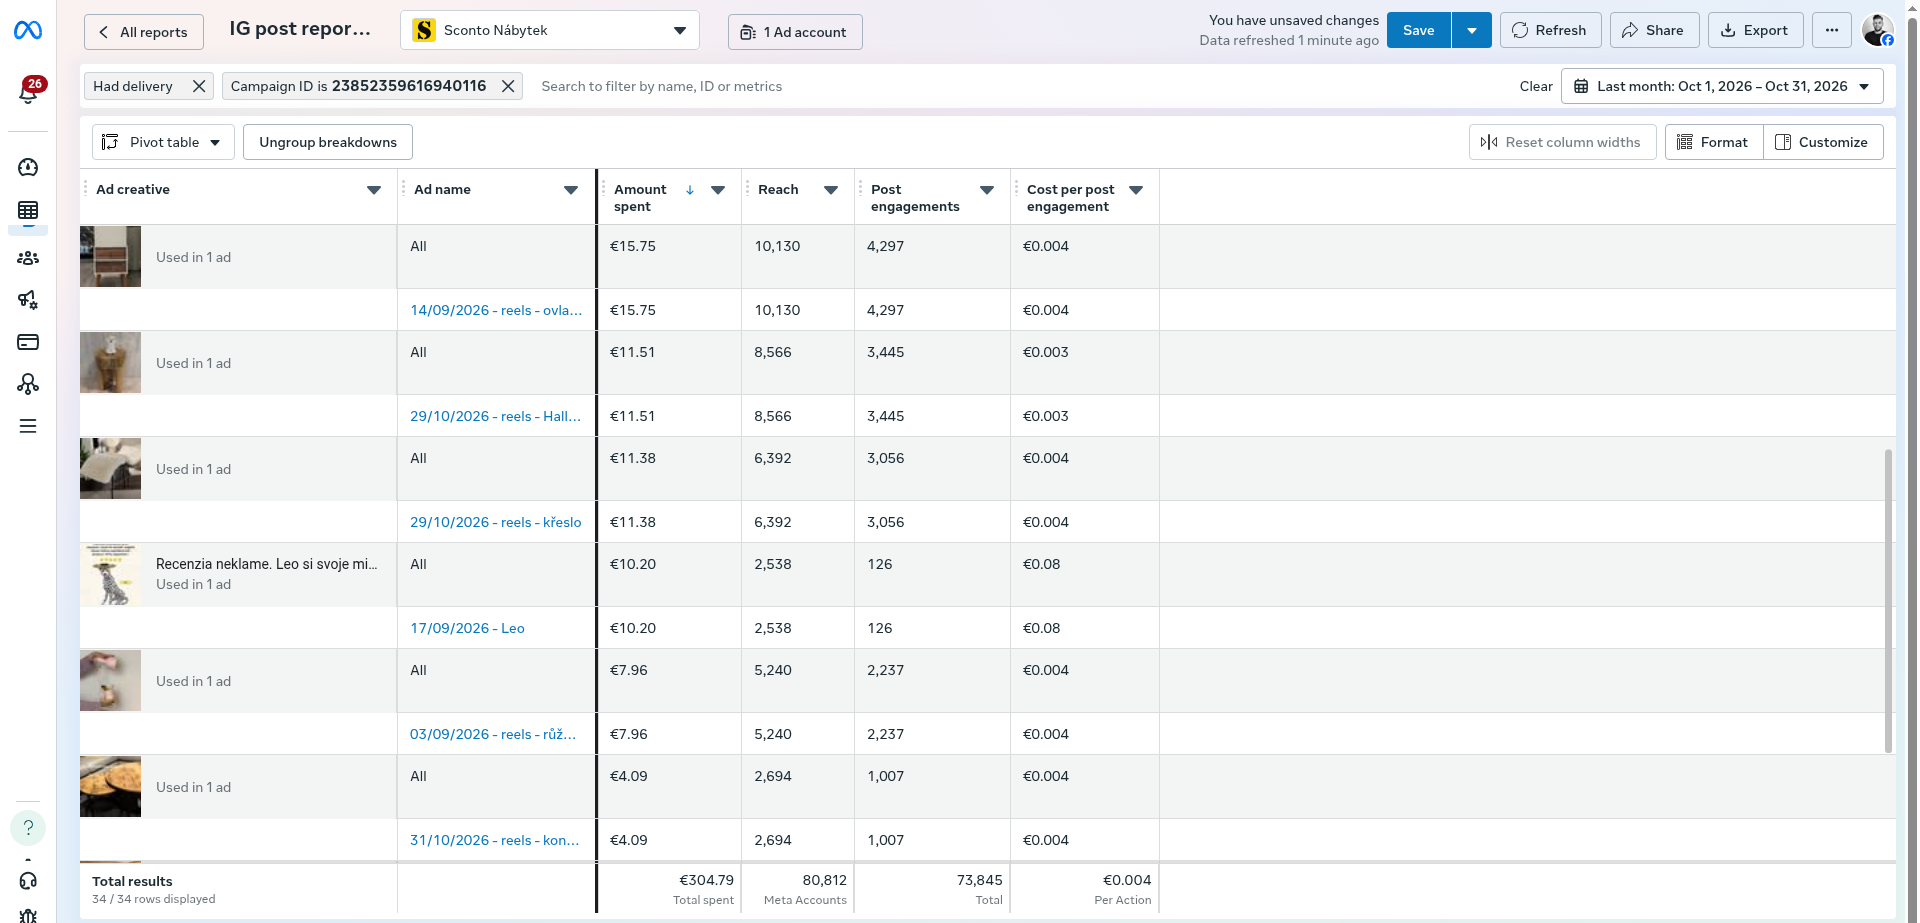 All reports
IG post repor...
Sconto Nábytek
1 Ad account
You have unsaved changes
Data refreshed 1 minute ago
Save
Refresh
Share
Export
26
Had delivery
Campaign ID is 23852359616940116
Search to filter by name, ID or metrics
Clear
Last month: Oct 1, 2026 – Oct 31, 2026
Pivot table
Ungroup breakdowns
Reset column widths
Format
Customize
Ad creative
Ad name
Amount spent
Reach
Post engagements
Cost per post engagement
Used in 1 ad
All
€15.75
10,130
4,297
€0.004
14/09/2026 - reels - ovla...
€15.75
10,130
4,297
€0.004
Used in 1 ad
All
€11.51
8,566
3,445
€0.003
29/10/2026 - reels - Hall...
€11.51
8,566
3,445
€0.003
Used in 1 ad
All
€11.38
6,392
3,056
€0.004
29/10/2026 - reels - křeslo
€11.38
6,392
3,056
€0.004
Recenzia neklame. Leo si svoje mi...
Used in 1 ad
All
€10.20
2,538
126
€0.08
17/09/2026 - Leo
€10.20
2,538
126
€0.08
Used in 1 ad
All
€7.96
5,240
2,237
€0.004
03/09/2026 - reels - růž...
€7.96
5,240
2,237
€0.004
Used in 1 ad
All
€4.09
2,694
1,007
€0.004
31/10/2026 - reels - kon...
€4.09
2,694
1,007
€0.004
Total results
34 / 34 rows displayed
€304.79
Total spent
80,812
Meta Accounts
73,845
Total
€0.004
Per Action